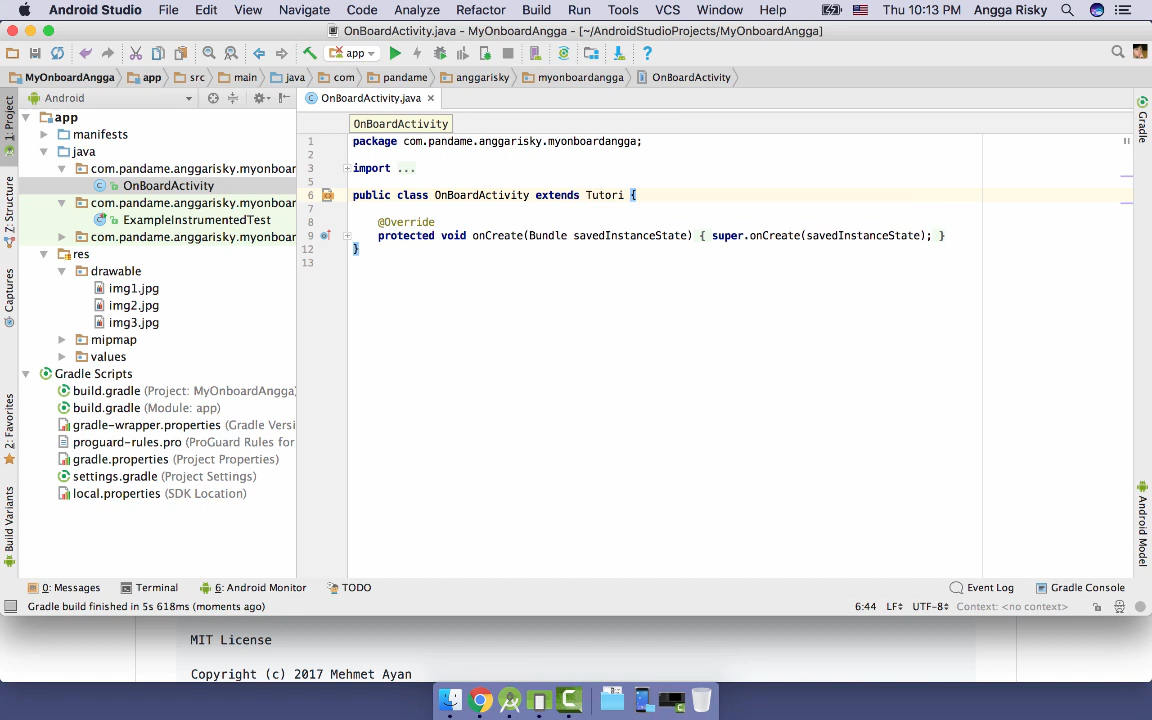 Android Studio File Edit View Navigate Code Analyze Refactor Build Run Tools VCS Window Help Thu 10:13 PM Angga Risky
OnBoardActivity.java - MyOnboardAngga - [~/AndroidStudioProjects/MyOnboardAngga]
app
MyOnboardAngga app src main java com pandame anggarisky myonboardangga OnBoardActivity
Android
OnBoardActivity.java
OnBoardActivity
1: Project
Z: Structure
Captures
2: Favorites
Build Variants
app
manifests
java
com.pandame.anggarisky.myonboar
OnBoardActivity
com.pandame.anggarisky.myonboar
ExampleInstrumentedTest
com.pandame.anggarisky.myonboar
res
drawable
img1.jpg
img2.jpg
img3.jpg
mipmap
values
Gradle Scripts
build.gradle (Project: MyOnboardAngga)
build.gradle (Module: app)
gradle-wrapper.properties (Gradle Versi
proguard-rules.pro (ProGuard Rules for
gradle.properties (Project Properties)
settings.gradle (Project Settings)
local.properties (SDK Location)
1 package com.pandame.anggarisky.myonboardangga;
2
3 import ...
5
6 public class OnBoardActivity extends Tutori {
7
8 @Override
9 protected void onCreate(Bundle savedInstanceState) { super.onCreate(savedInstanceState); }
12 }
13
Gradle
Android Model
0: Messages Terminal 6: Android Monitor TODO Event Log Gradle Console
Gradle build finished in 5s 618ms (moments ago) 6:44 LF UTF-8 Context: <no context>
MIT License
Copyright (c) 2017 Mehmet Ayan